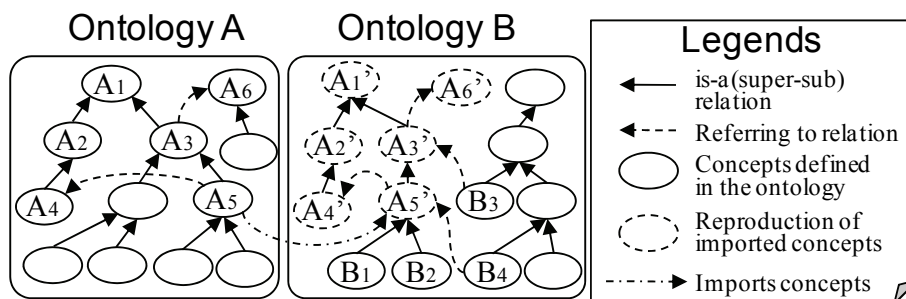 Ontology A
Ontology B
Legends
A1
A6
A2
A3
A4
A5
A1’
A6’
A2’
A3’
A4’
A5’
B3
B1
B2
B4
is-a(super-sub)
relation
Referring to relation
Concepts defined
in the ontology
Reproduction of
imported concepts
Imports concepts